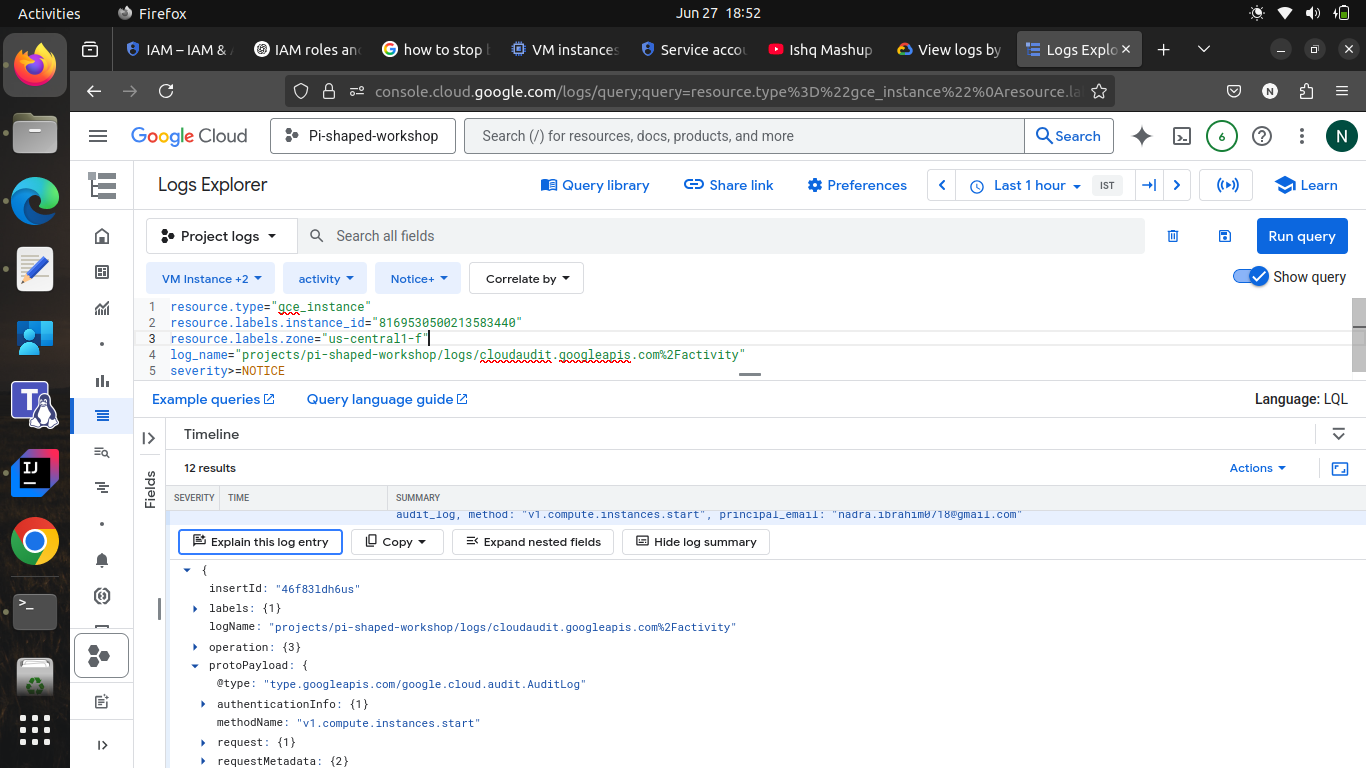 Activities Firefox Jun 27 18:52
IAM – IAM & A IAM roles an how to stop VM instances Service accou Ishq Mashup View logs by Logs Explo
console.cloud.google.com/logs/query;query=resource.type%3D%22gce_instance%22%0Aresource.la
Google Cloud Pi-shaped-workshop Search (/) for resources, docs, products, and more Search 6 N
Logs Explorer Query library Share link Preferences Last 1 hour IST Learn
Project logs Search all fields Run query
VM Instance +2 activity Notice+ Correlate by Show query
1 resource.type="gce_instance"
2 resource.labels.instance_id="8169530500213583440"
3 resource.labels.zone="us-central1-f"
4 log_name="projects/pi-shaped-workshop/logs/cloudaudit.googleapis.com%2Factivity"
5 severity>=NOTICE
Example queries Query language guide Language: LQL
Timeline
12 results Actions
Fields
SEVERITY TIME SUMMARY
audit_log, method: "v1.compute.instances.start", principal_email: "nadra.ibrahim0718@gmail.com"
Explain this log entry Copy Expand nested fields Hide log summary
{
insertId: "46f83ldh6us"
labels: {1}
logName: "projects/pi-shaped-workshop/logs/cloudaudit.googleapis.com%2Factivity"
operation: {3}
protoPayload: {
@type: "type.googleapis.com/google.cloud.audit.AuditLog"
authenticationInfo: {1}
methodName: "v1.compute.instances.start"
request: {1}
requestMetadata: {2}